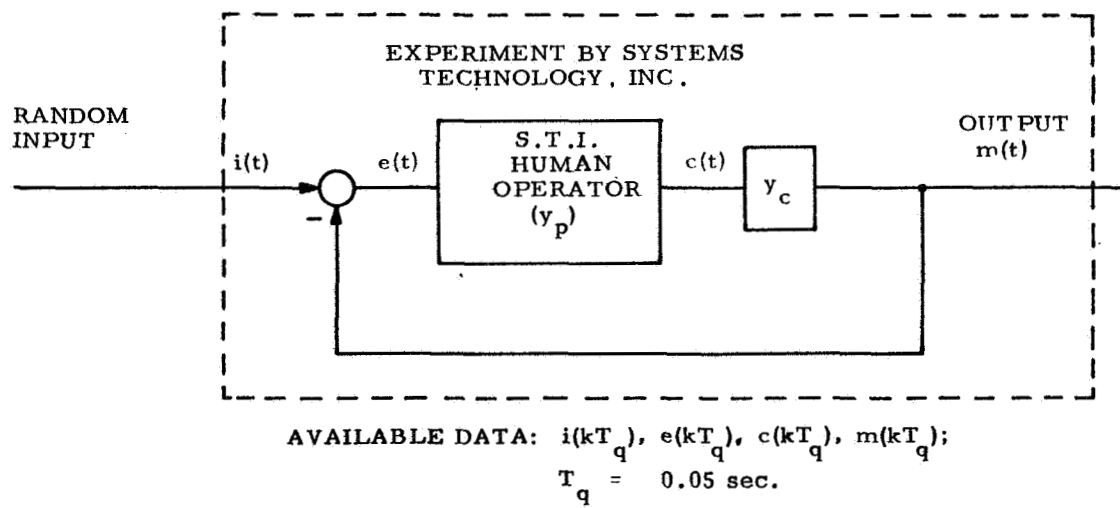 EXPERIMENT BY SYSTEMS
TECHNOLOGY, INC.
RANDOM
INPUT
i(t)
e(t)
S.T.I.
HUMAN
OPERATOR
(y_p)
c(t)
y_c
OUTPUT
m(t)
−
AVAILABLE DATA: i(kT_q), e(kT_q), c(kT_q), m(kT_q);
T_q = 0.05 sec.